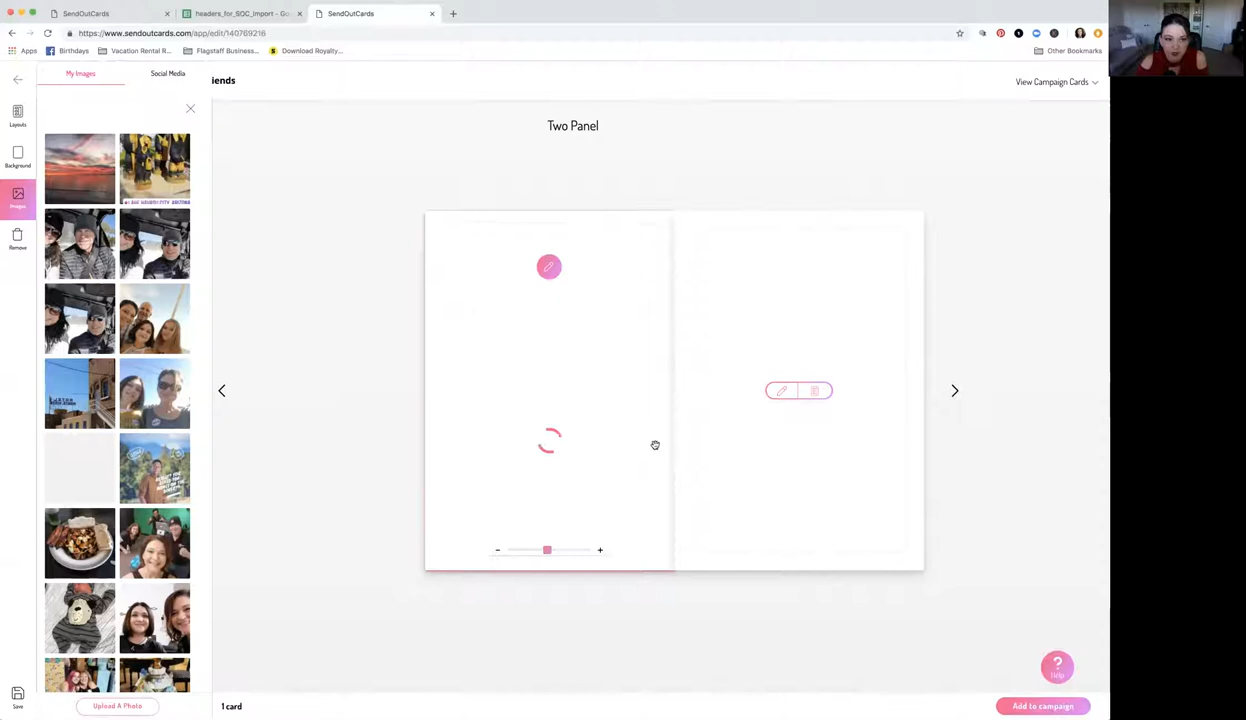 SendOutCards
headers_for_SOC_Import - Go
SendOutCards
https://www.sendoutcards.com/app/edit/140769216
Apps
Birthdays
Vacation Rental R...
Flagstaff Business...
Download Royalty...
Other Bookmarks
My Images
Social Media
iends
View Campaign Cards
Layouts
Background
Images
Remove
Two Panel
Help
Save
Upload A Photo
1 card
Add to campaign